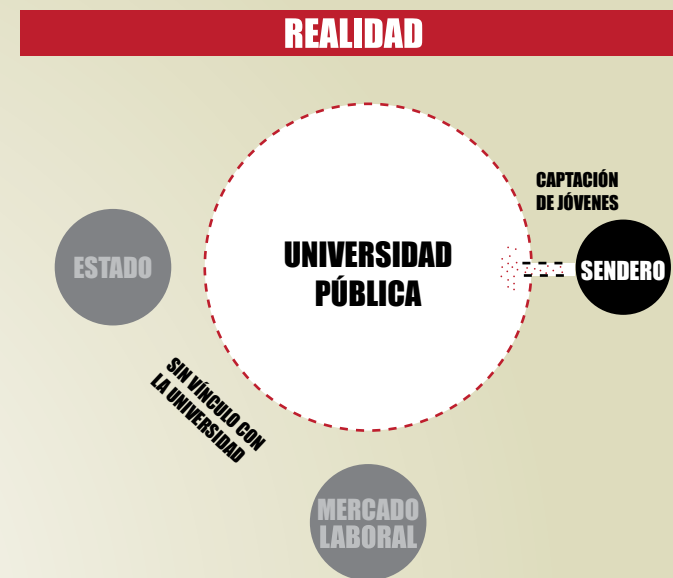 REALIDAD
CAPTACIÓN
DE JÓVENES
ESTADO
UNIVERSIDAD
PÚBLICA
SENDERO
SIN VÍNCULO CON
LA UNIVERSIDAD
MERCADO
LABORAL